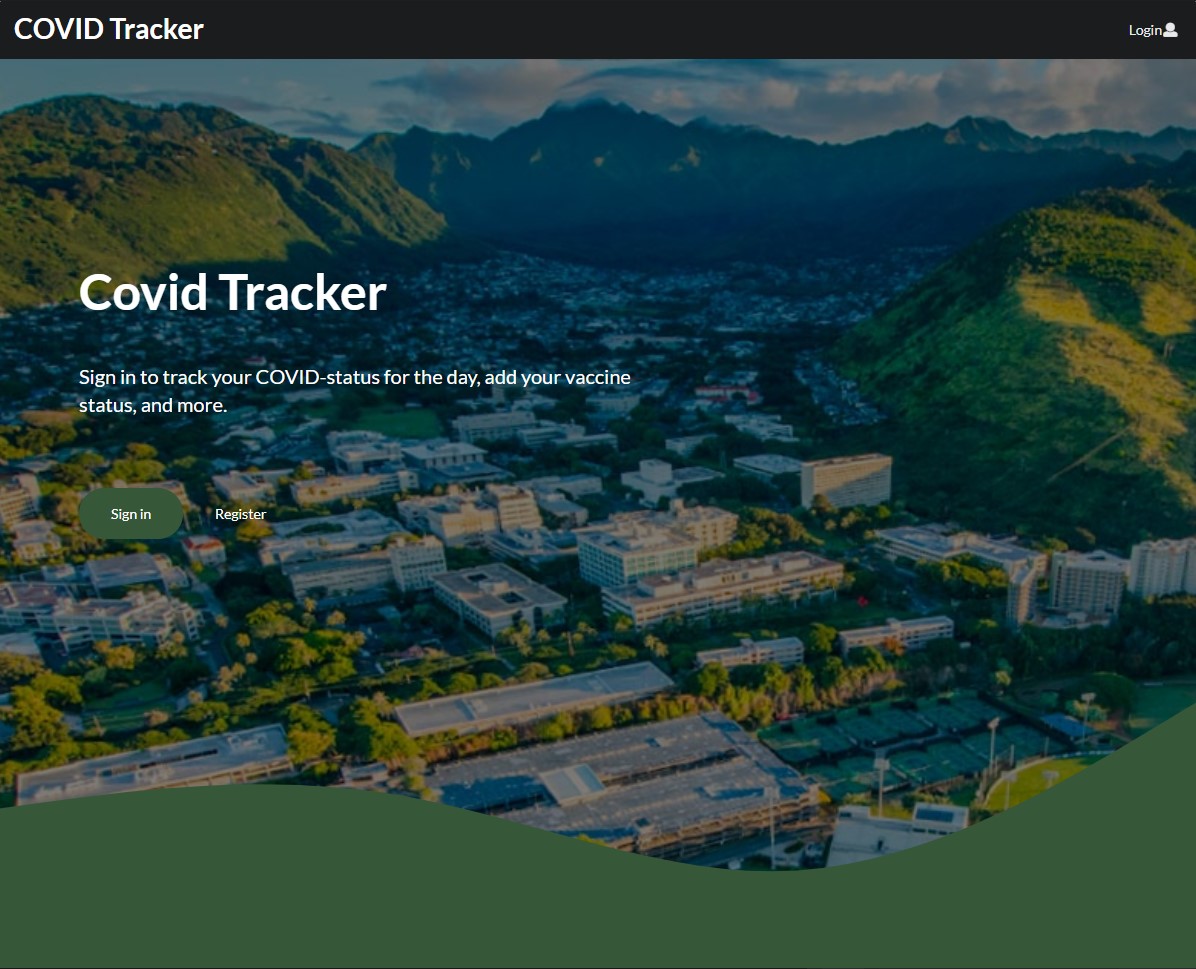 COVID Tracker
Login
Covid Tracker
Sign in to track your COVID-status for the day, add your vaccine
status, and more.
Sign in
Register